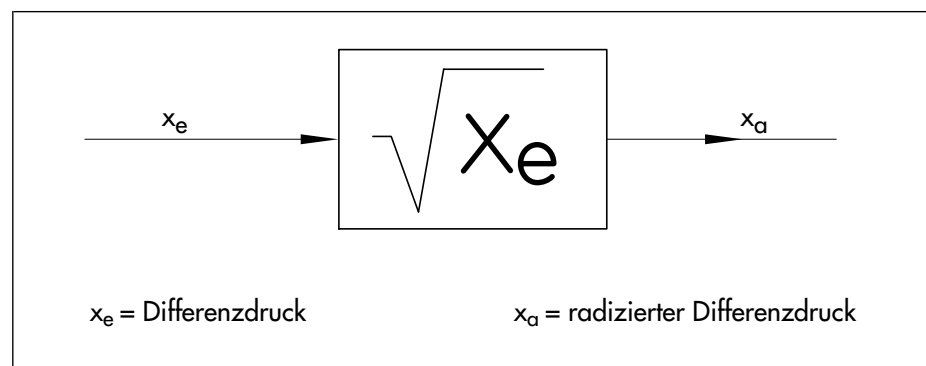 xₑ
√Xₑ
xₐ
xₑ = Differenzdruck
xₐ = radizierter Differenzdruck